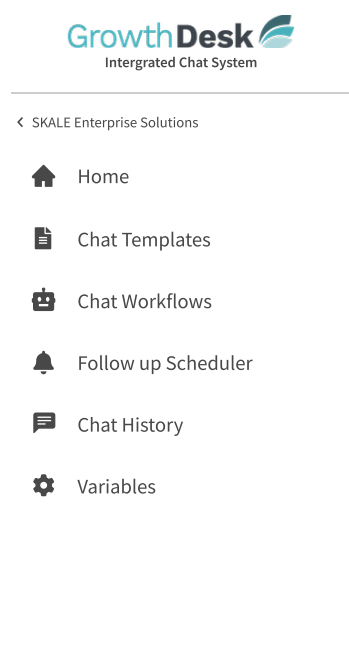 GrowthDesk
Intergrated Chat System
SKALE Enterprise Solutions
Home
Chat Templates
Chat Workflows
Follow up Scheduler
Chat History
Variables